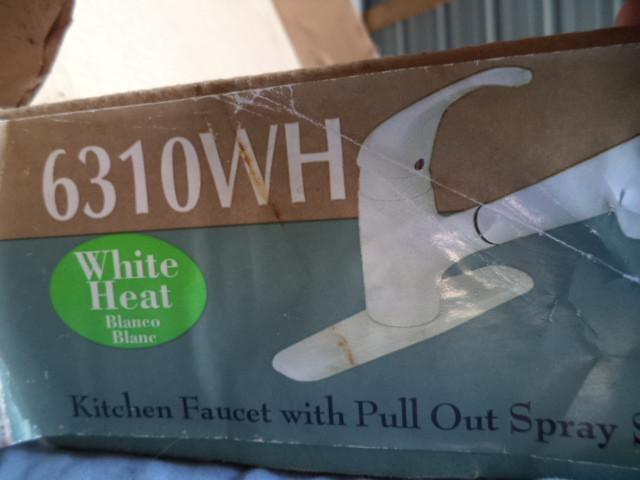 6310WH
White
Heat
Blanco
Blanc
Kitchen Faucet with Pull Out Spray